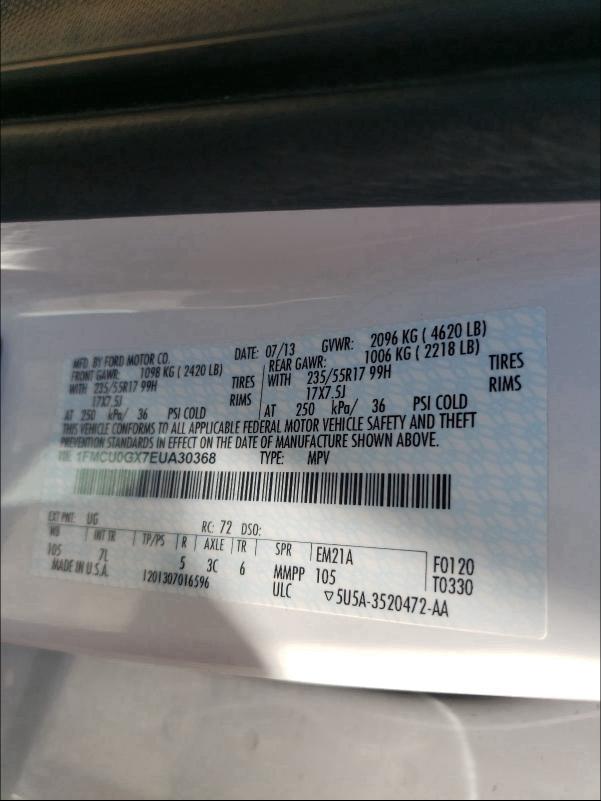 MFD. BY FORD MOTOR CO. DATE: 07/13 GVWR: 2096 KG ( 4620 LB)
FRONT GAWR: 1098 KG ( 2420 LB) REAR GAWR: 1006 KG ( 2218 LB)
WITH 235/55R17 99H TIRES WITH 235/55R17 99H TIRES
17X7.5J RIMS 17X7.5J RIMS
AT 250 kPa/ 36 PSI COLD AT 250 kPa/ 36 PSI COLD
THIS VEHICLE CONFORMS TO ALL APPLICABLE FEDERAL MOTOR VEHICLE SAFETY AND THEFT
PREVENTION STANDARDS IN EFFECT ON THE DATE OF MANUFACTURE SHOWN ABOVE.
VIN: 1FMCU0GX7EUA30368 TYPE: MPV
EXT PNT: UG RC: 72 DSO:
WB INT TR TP/PS R AXLE TR SPR EM21A F0120
105 7L 5 3C 6 MMPP 105 T0330
MADE IN U.S.A. 1201307016596 ULC ▽5U5A-3520472-AA